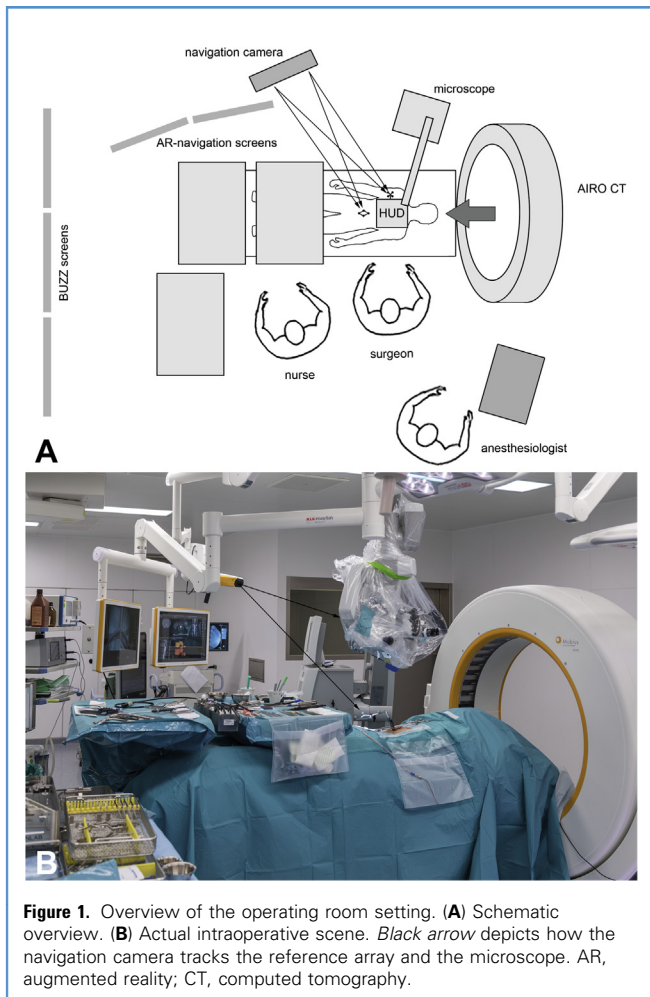 navigation camera
microscope
AR-navigation screens
AIRO CT
HUD
BUZZ screens
surgeon
nurse
anesthesiologist
A
B
Figure 1. Overview of the operating room setting. (A) Schematic
overview. (B) Actual intraoperative scene. Black arrow depicts how the
navigation camera tracks the reference array and the microscope. AR,
augmented reality; CT, computed tomography.